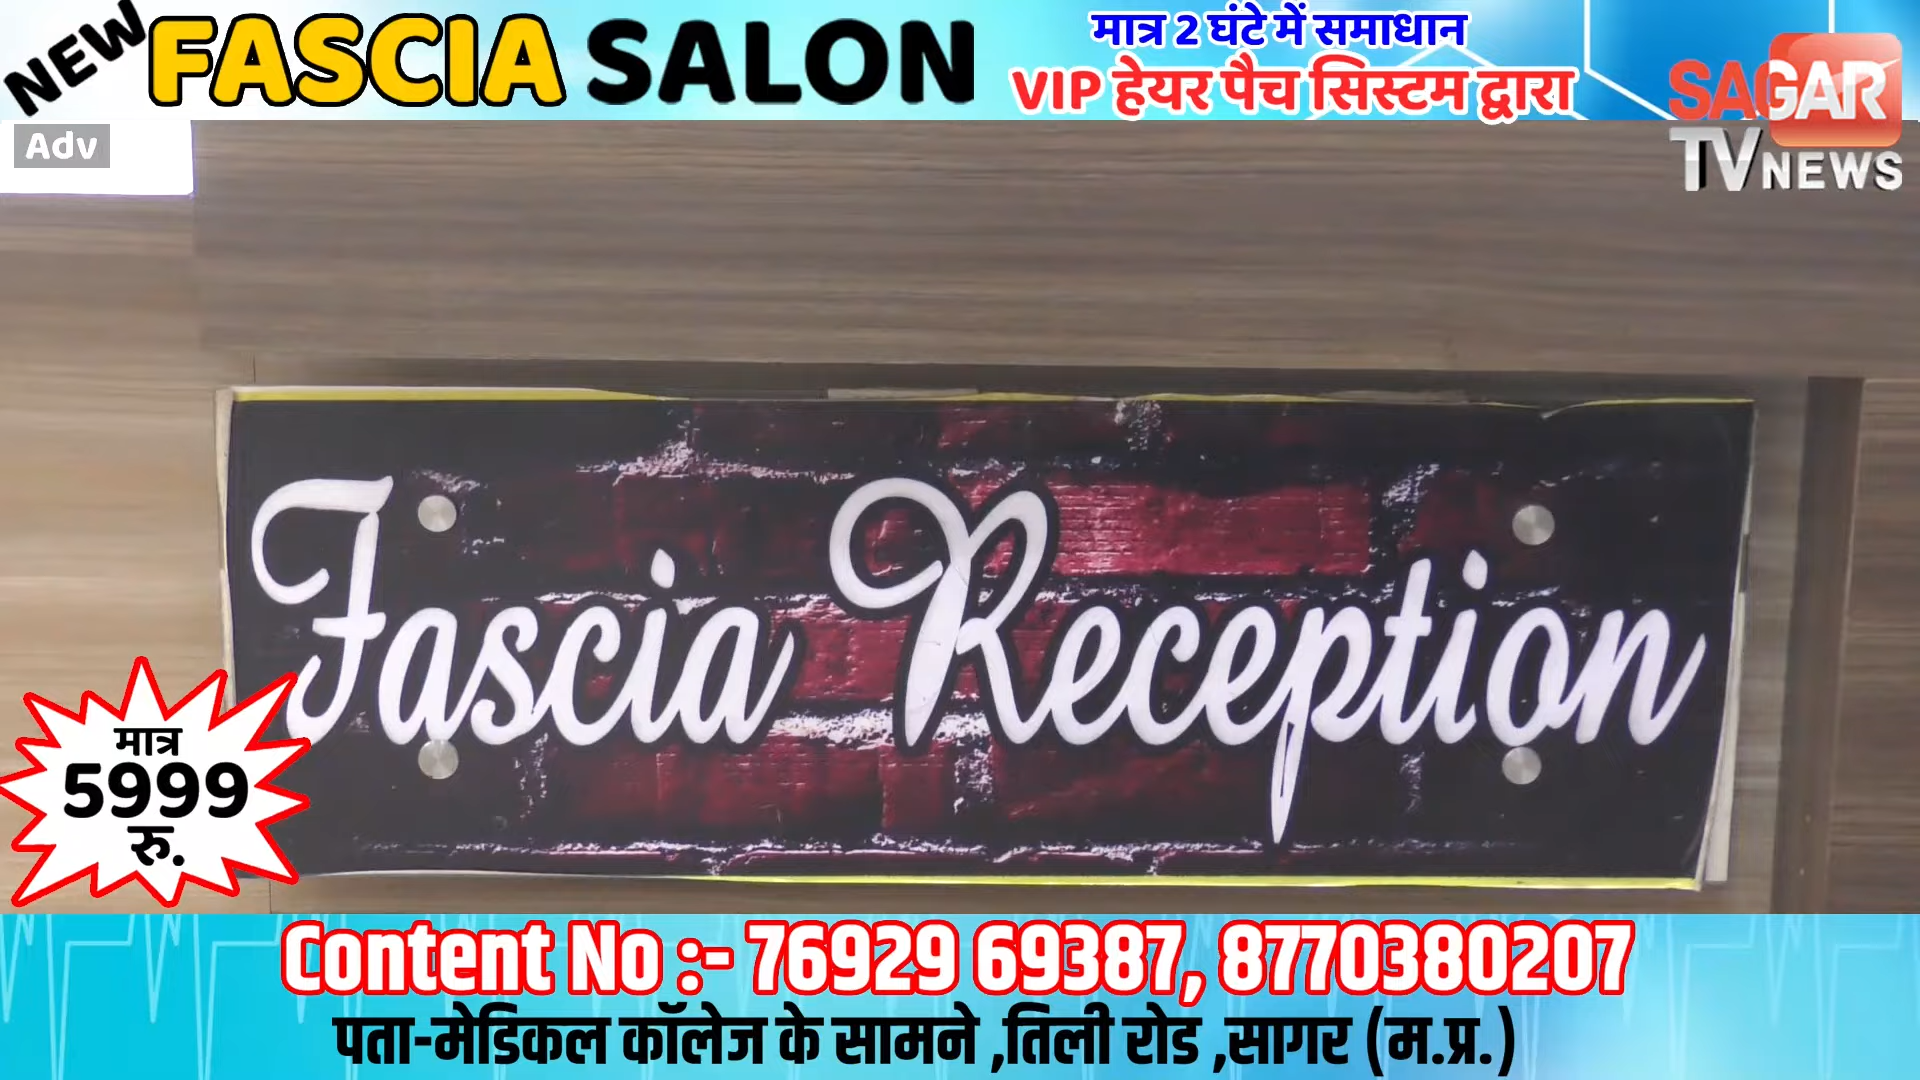 NEW FASCIA SALON
मात्र 2 घंटे में समाधान
VIP हेयर पैच सिस्टम द्वारा
SAGAR
TV NEWS
Adv
Fascia Reception
मात्र
5999
रु.
Content No :- 76929 69387, 8770380207
पता-मेडिकल कॉलेज के सामने ,तिली रोड ,सागर (म.प्र.)